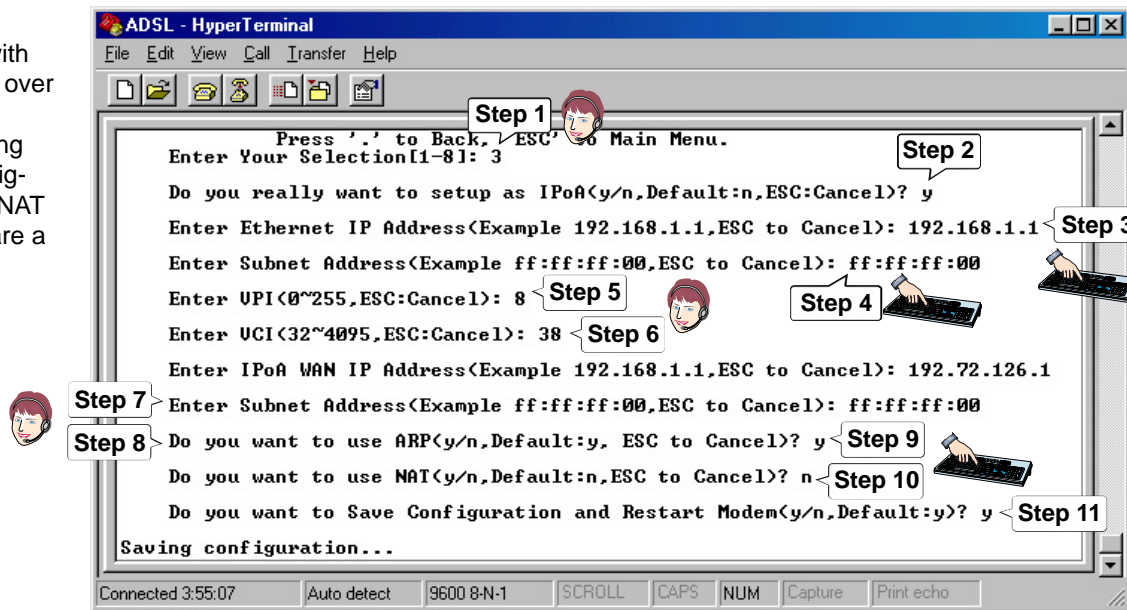 ith
over
ng
ig-
NAT
are a
ADSL - HyperTerminal
File Edit View Call Transfer Help
Step 1
Press '.' to Back, 'ESC' to Main Menu.
Enter Your Selection[1-8]: 3
Step 2
Do you really want to setup as IPoA(y/n,Default:n,ESC:Cancel)? y
Enter Ethernet IP Address(Example 192.168.1.1,ESC to Cancel): 192.168.1.1
Step 3
Enter Subnet Address(Example ff:ff:ff:00,ESC to Cancel): ff:ff:ff:00
Step 4
Enter VPI(0~255,ESC:Cancel): 8
Step 5
Enter VCI(32~4095,ESC:Cancel): 38
Step 6
Enter IPoA WAN IP Address(Example 192.168.1.1,ESC to Cancel): 192.72.126.1
Step 7
Enter Subnet Address(Example ff:ff:ff:00,ESC to Cancel): ff:ff:ff:00
Step 8
Do you want to use ARP(y/n,Default:y, ESC to Cancel)? y
Step 9
Do you want to use NAT(y/n,Default:n,ESC to Cancel)? n
Step 10
Do you want to Save Configuration and Restart Modem(y/n,Default:y)? y
Step 11
Saving configuration...
Connected 3:55:07 Auto detect 9600 8-N-1 SCROLL CAPS NUM Capture Print echo